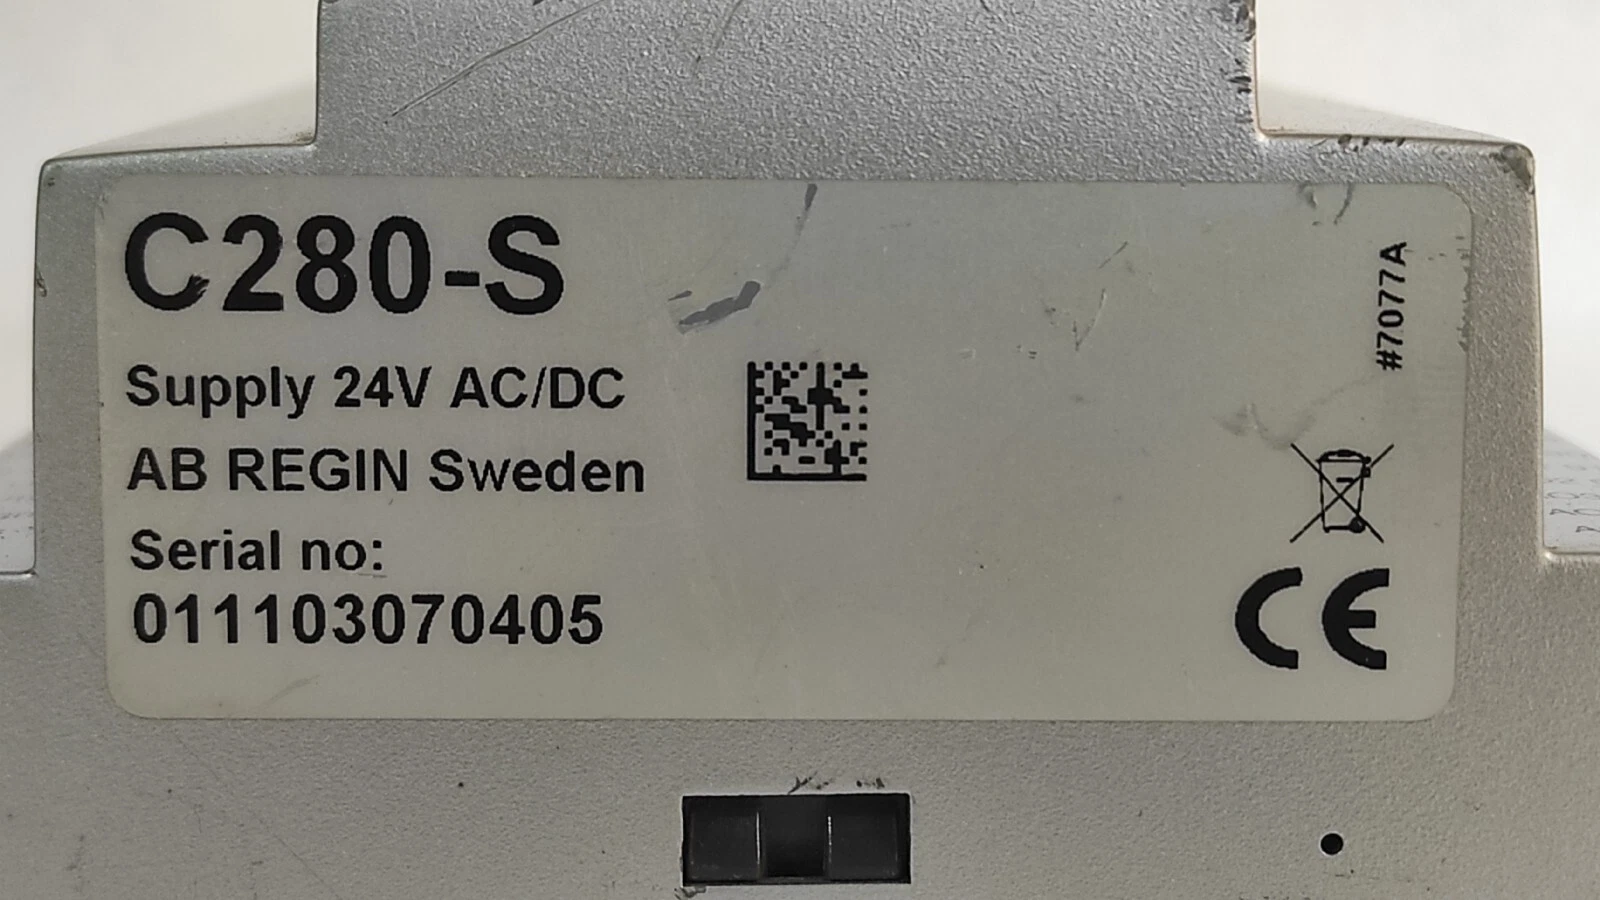 C280-S
Supply 24V AC/DC
AB REGIN Sweden
Serial no:
011103070405
#7077A
CE